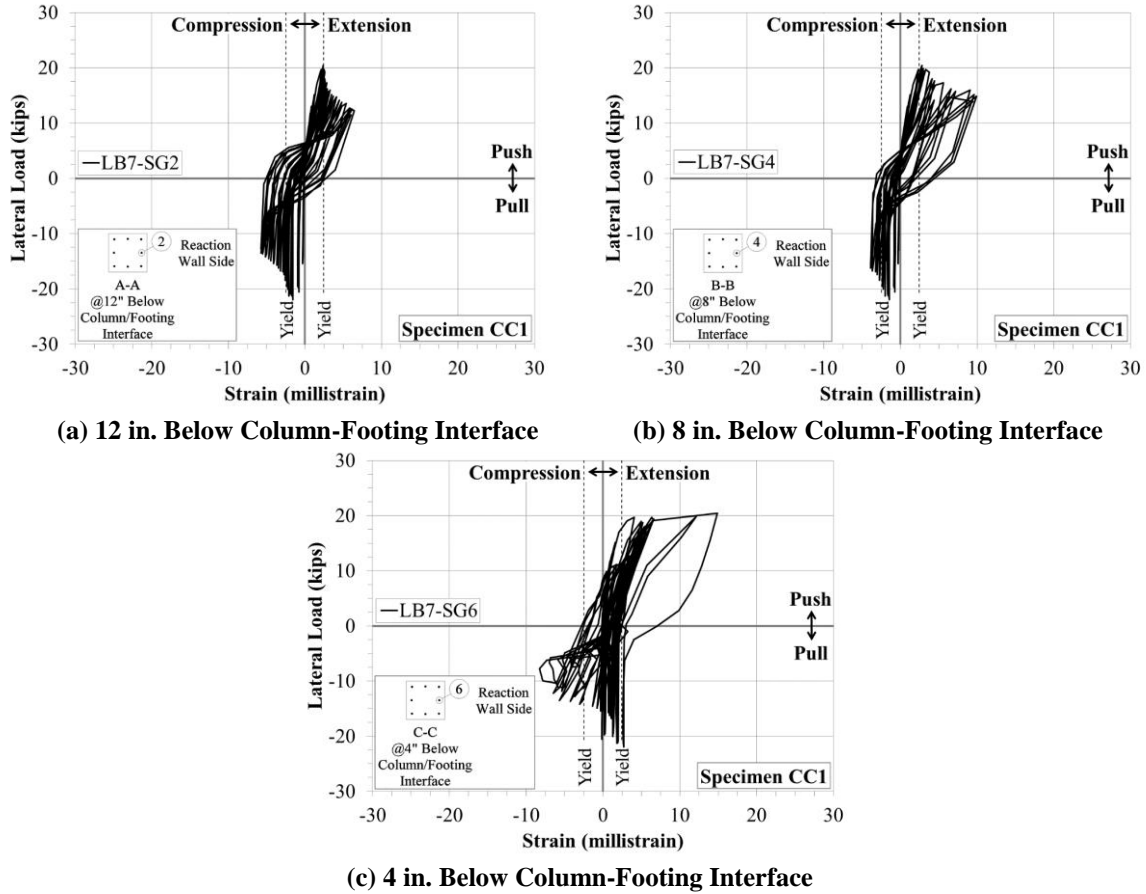 Compression Extension
30
20
10
0
-10
-20
-30
Lateral Load (kips)
LB7-SG2
Push
Pull
2
Reaction
Wall Side
A-A
@12" Below
Column/Footing
Interface
Yield
Yield
Specimen CC1
-30 -20 -10 0 10 20 30
Strain (millistrain)
(a) 12 in. Below Column-Footing Interface
Compression Extension
30
20
10
0
-10
-20
-30
Lateral Load (kips)
LB7-SG4
Push
Pull
4
Reaction
Wall Side
B-B
@8" Below
Column/Footing
Interface
Yield
Yield
Specimen CC1
-30 -20 -10 0 10 20 30
Strain (millistrain)
(b) 8 in. Below Column-Footing Interface
Compression Extension
30
20
10
0
-10
-20
-30
Lateral Load (kips)
LB7-SG6
Push
Pull
6
Reaction
Wall Side
C-C
@4" Below
Column/Footing
Interface
Yield
Yield
Specimen CC1
-30 -20 -10 0 10 20 30
Strain (millistrain)
(c) 4 in. Below Column-Footing Interface